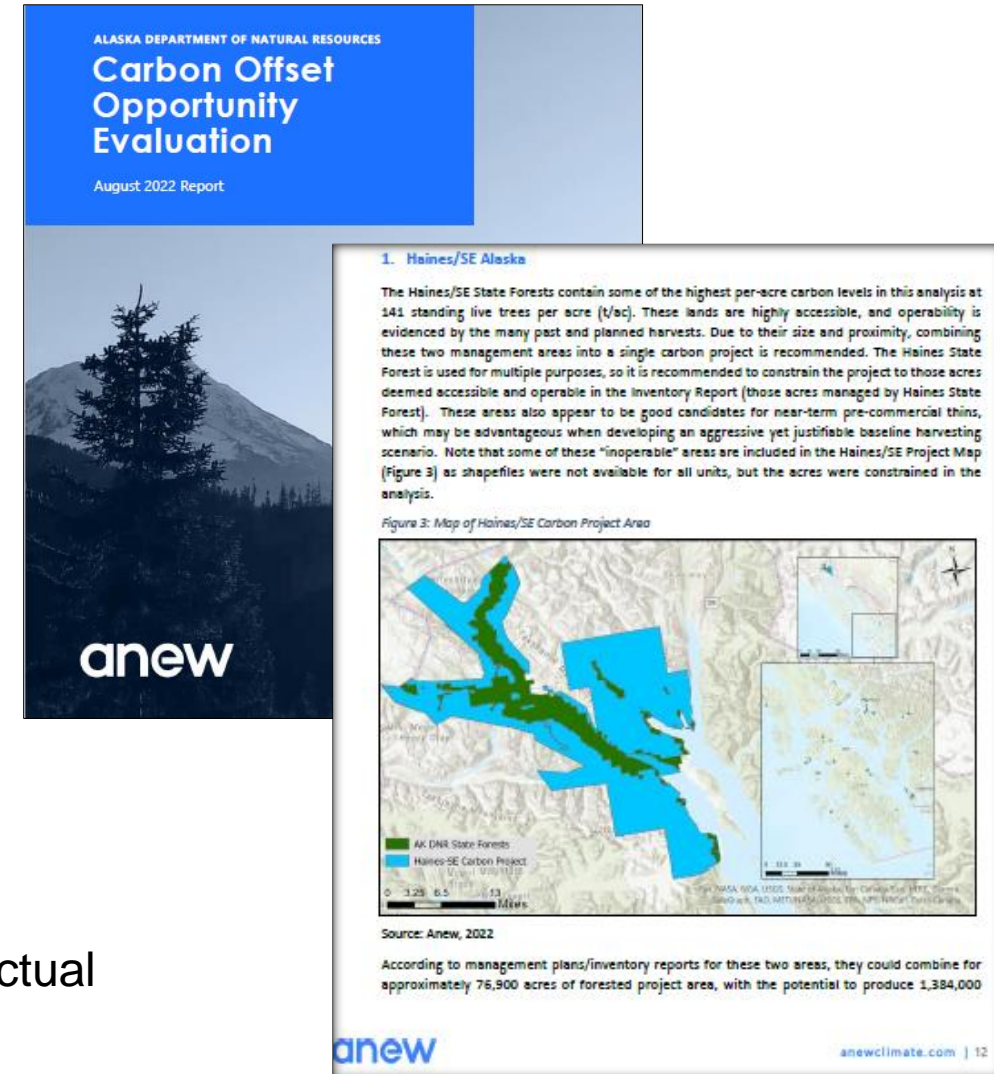 ALASKA DEPARTMENT OF NATURAL RESOURCES
Carbon Offset
Opportunity
Evaluation
August 2022 Report
anew
1. Haines/SE Alaska
The Haines/SE State Forests contain some of the highest per-acre carbon levels in this analysis at
141 standing live trees per acre (t/ac). These lands are highly accessible, and operability is
evidenced by the many past and planned harvests. Due to their size and proximity, combining
these two management areas into a single carbon project is recommended. The Haines State
Forest is used for multiple purposes, so it is recommended to constrain the project to those acres
deemed accessible and operable in the Inventory Report (those acres managed by Haines State
Forest). These areas also appear to be good candidates for near-term pre-commercial thins,
which may be advantageous when developing an aggressive yet justifiable baseline harvesting
scenario. Note that some of these "inoperable" areas are included in the Haines/SE Project Map
(Figure 3) as shapefiles were not available for all units, but the acres were constrained in the
analysis.
Figure 3: Map of Haines/SE Carbon Project Area
N
AK DNR State Forests
Haines-SE Carbon Project
0 3.25 6.5 13
Miles
Source: Anew, 2022
According to management plans/inventory reports for these two areas, they could combine for
approximately 76,900 acres of forested project area, with the potential to produce 1,384,000
anew
anewclimate.com | 12
ctual